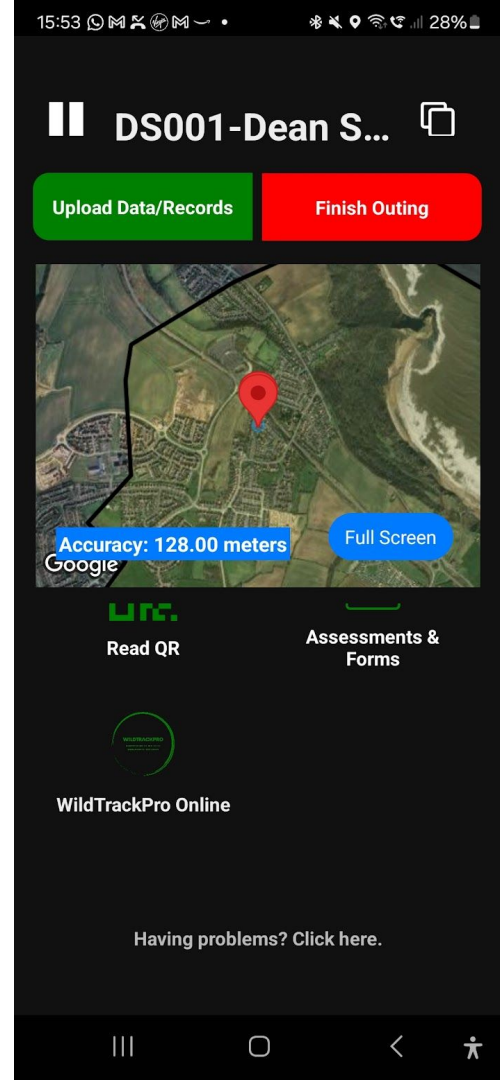 15:53
28%
DS001-Dean S...
Upload Data/Records
Finish Outing
Accuracy: 128.00 meters
Full Screen
Google
Read QR
Assessments &
Forms
WILDTRACKPRO
WildTrackPro Online
Having problems? Click here.